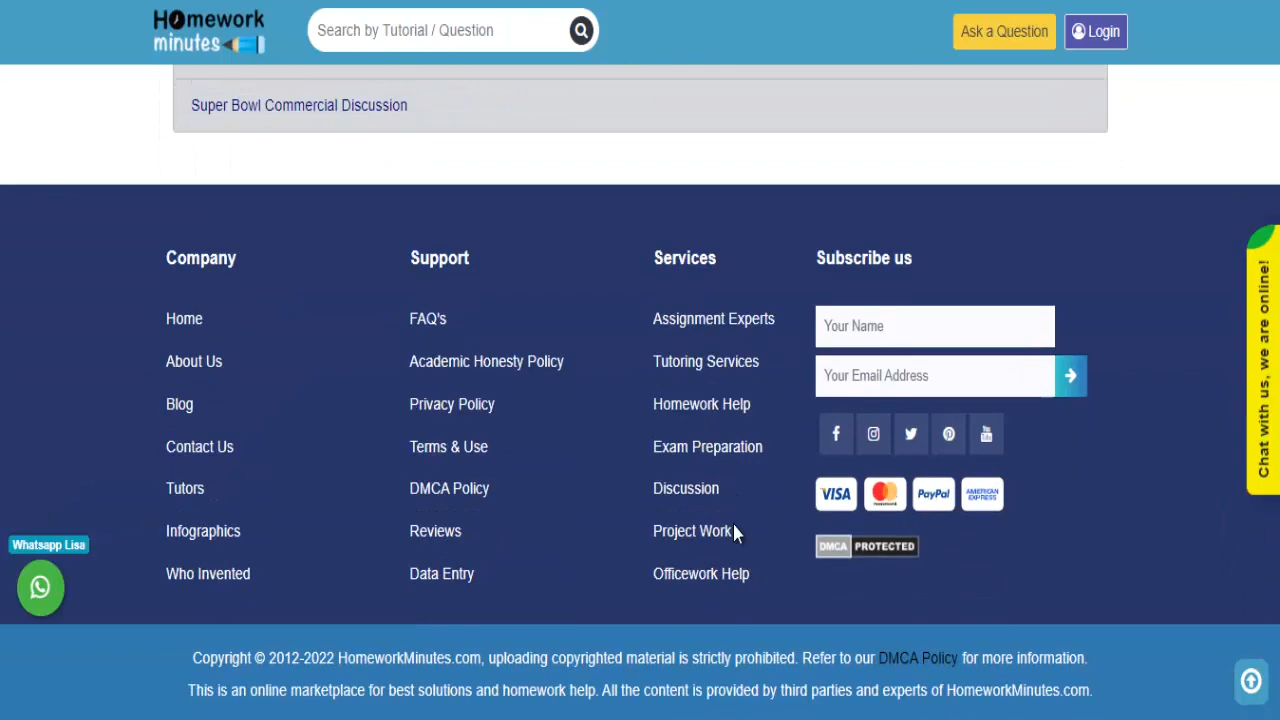 Homework
minutes
Search by Tutorial / Question
Ask a Question
Login
Super Bowl Commercial Discussion
Company
Home
About Us
Blog
Contact Us
Tutors
Infographics
Who Invented
Support
FAQ's
Academic Honesty Policy
Privacy Policy
Terms & Use
DMCA Policy
Reviews
Data Entry
Services
Assignment Experts
Tutoring Services
Homework Help
Exam Preparation
Discussion
Project Work
Officework Help
Subscribe us
Your Name
Your Email Address
You
Tube
VISA
MasterCard
PayPal
AMERICAN
EXPRESS
DMCA PROTECTED
Chat with us, we are online!
Whatsapp Lisa
Copyright © 2012-2022 HomeworkMinutes.com, uploading copyrighted material is strictly prohibited. Refer to our DMCA Policy for more information.
This is an online marketplace for best solutions and homework help. All the content is provided by third parties and experts of HomeworkMinutes.com.